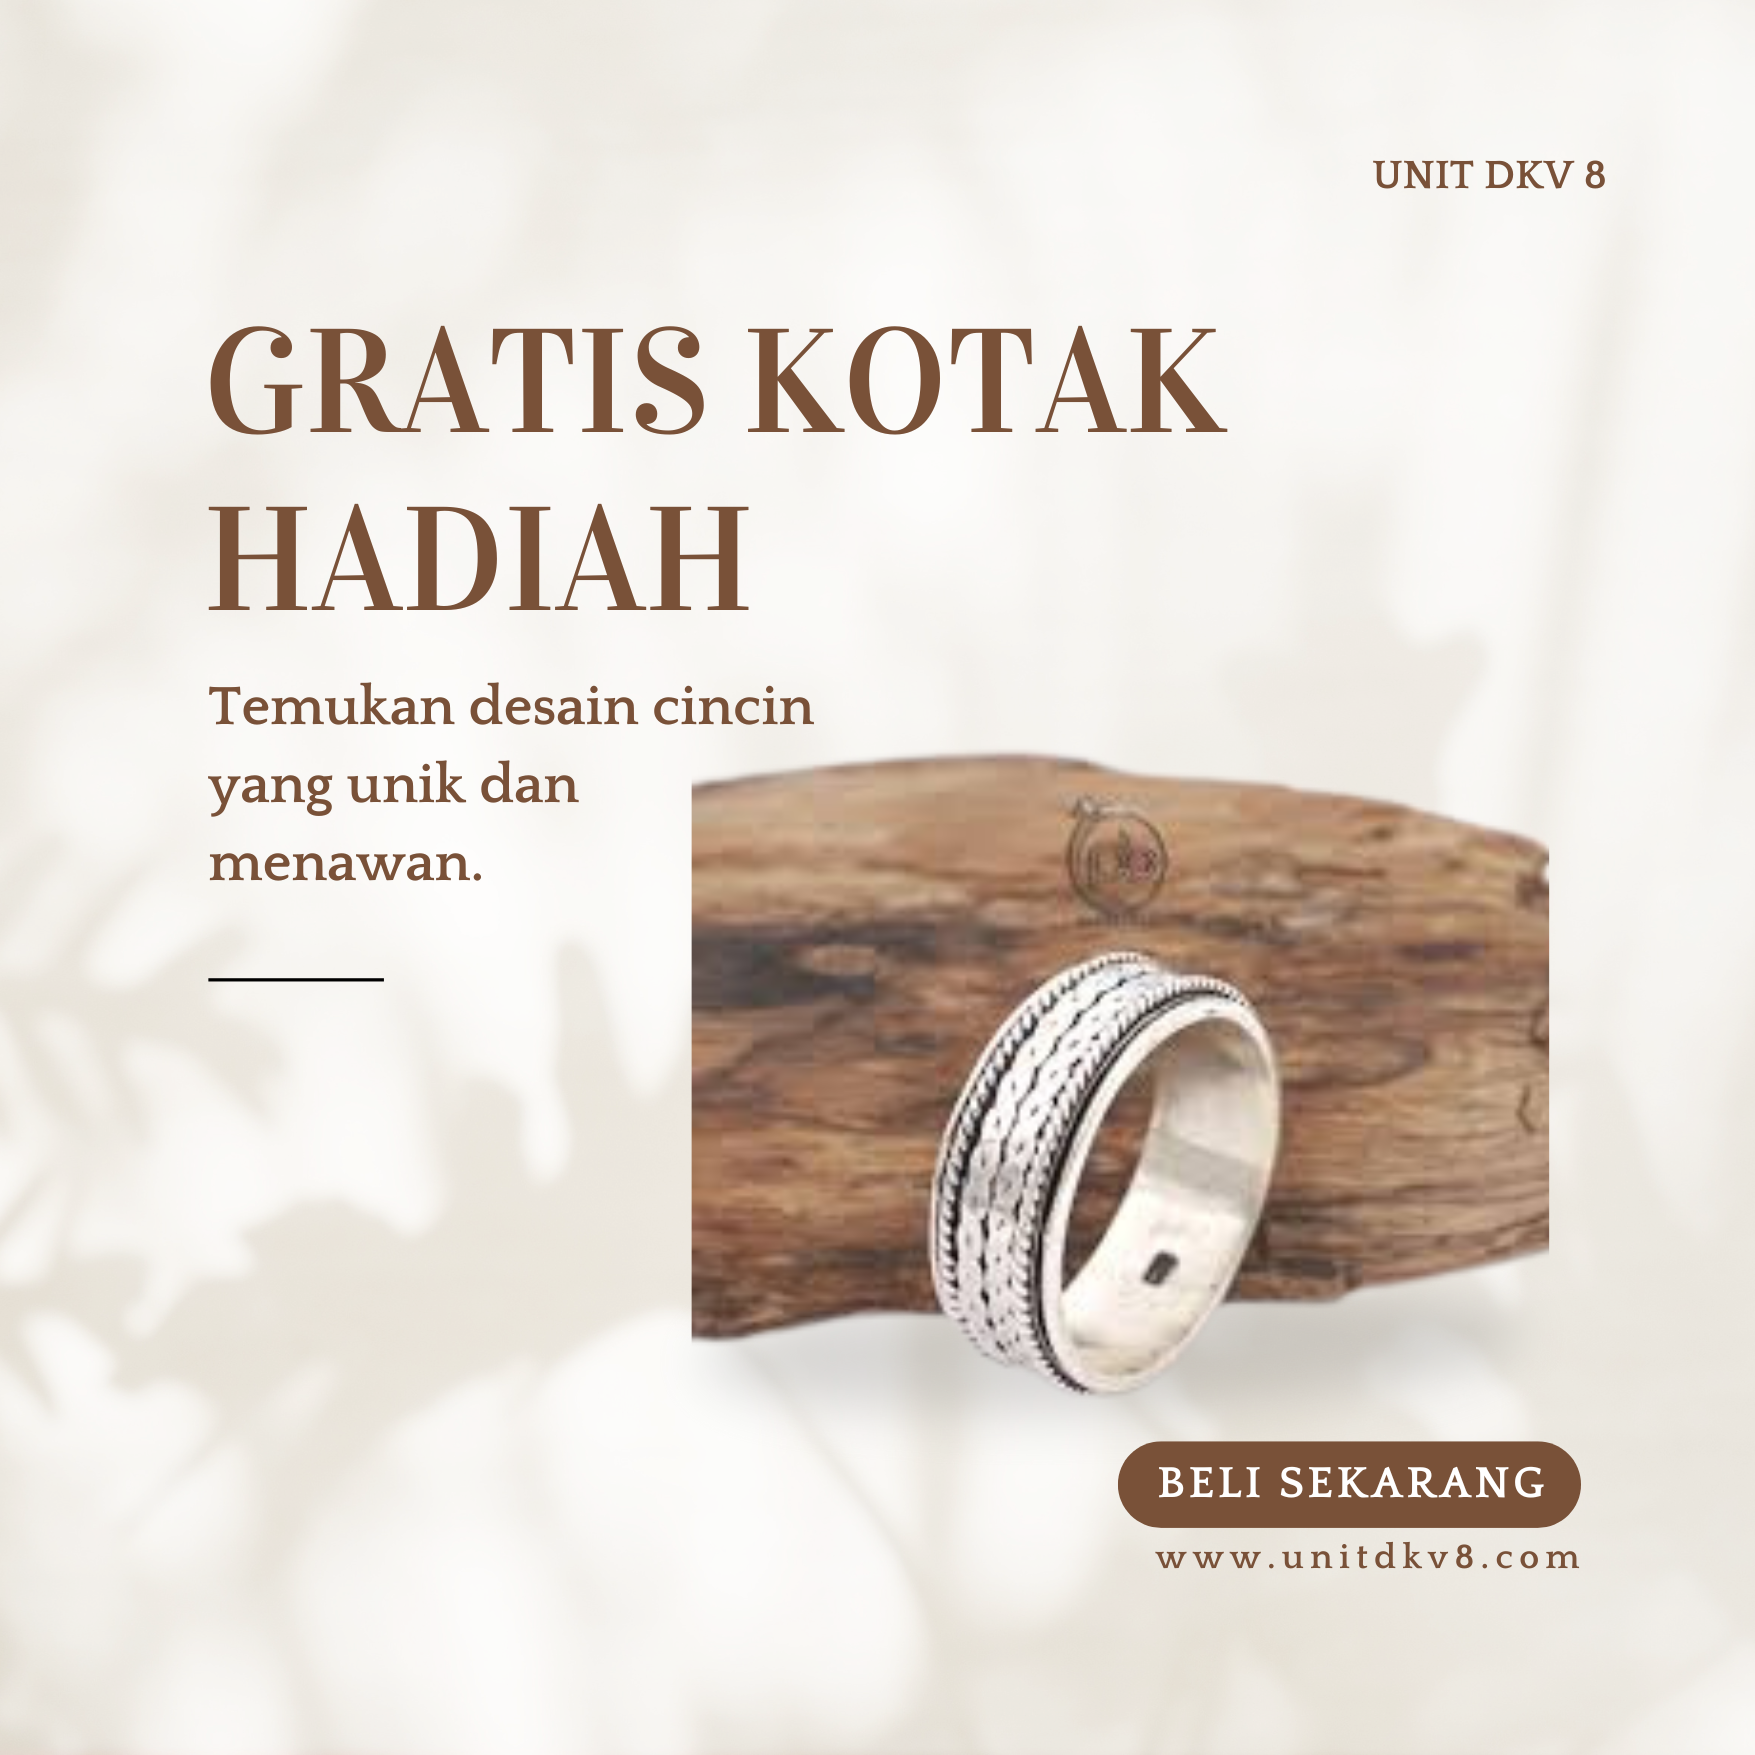 UNIT DKV 8
GRATIS KOTAK
HADIAH
Temukan desain cincin
yang unik dan
menawan.
BELI SEKARANG
www.unitdkv8.com